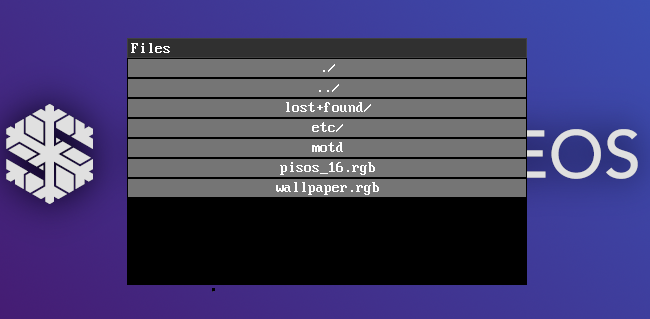 Files
./
../
lost+found/
etc/
motd
pisos_16.rgb
wallpaper.rgb
EOS